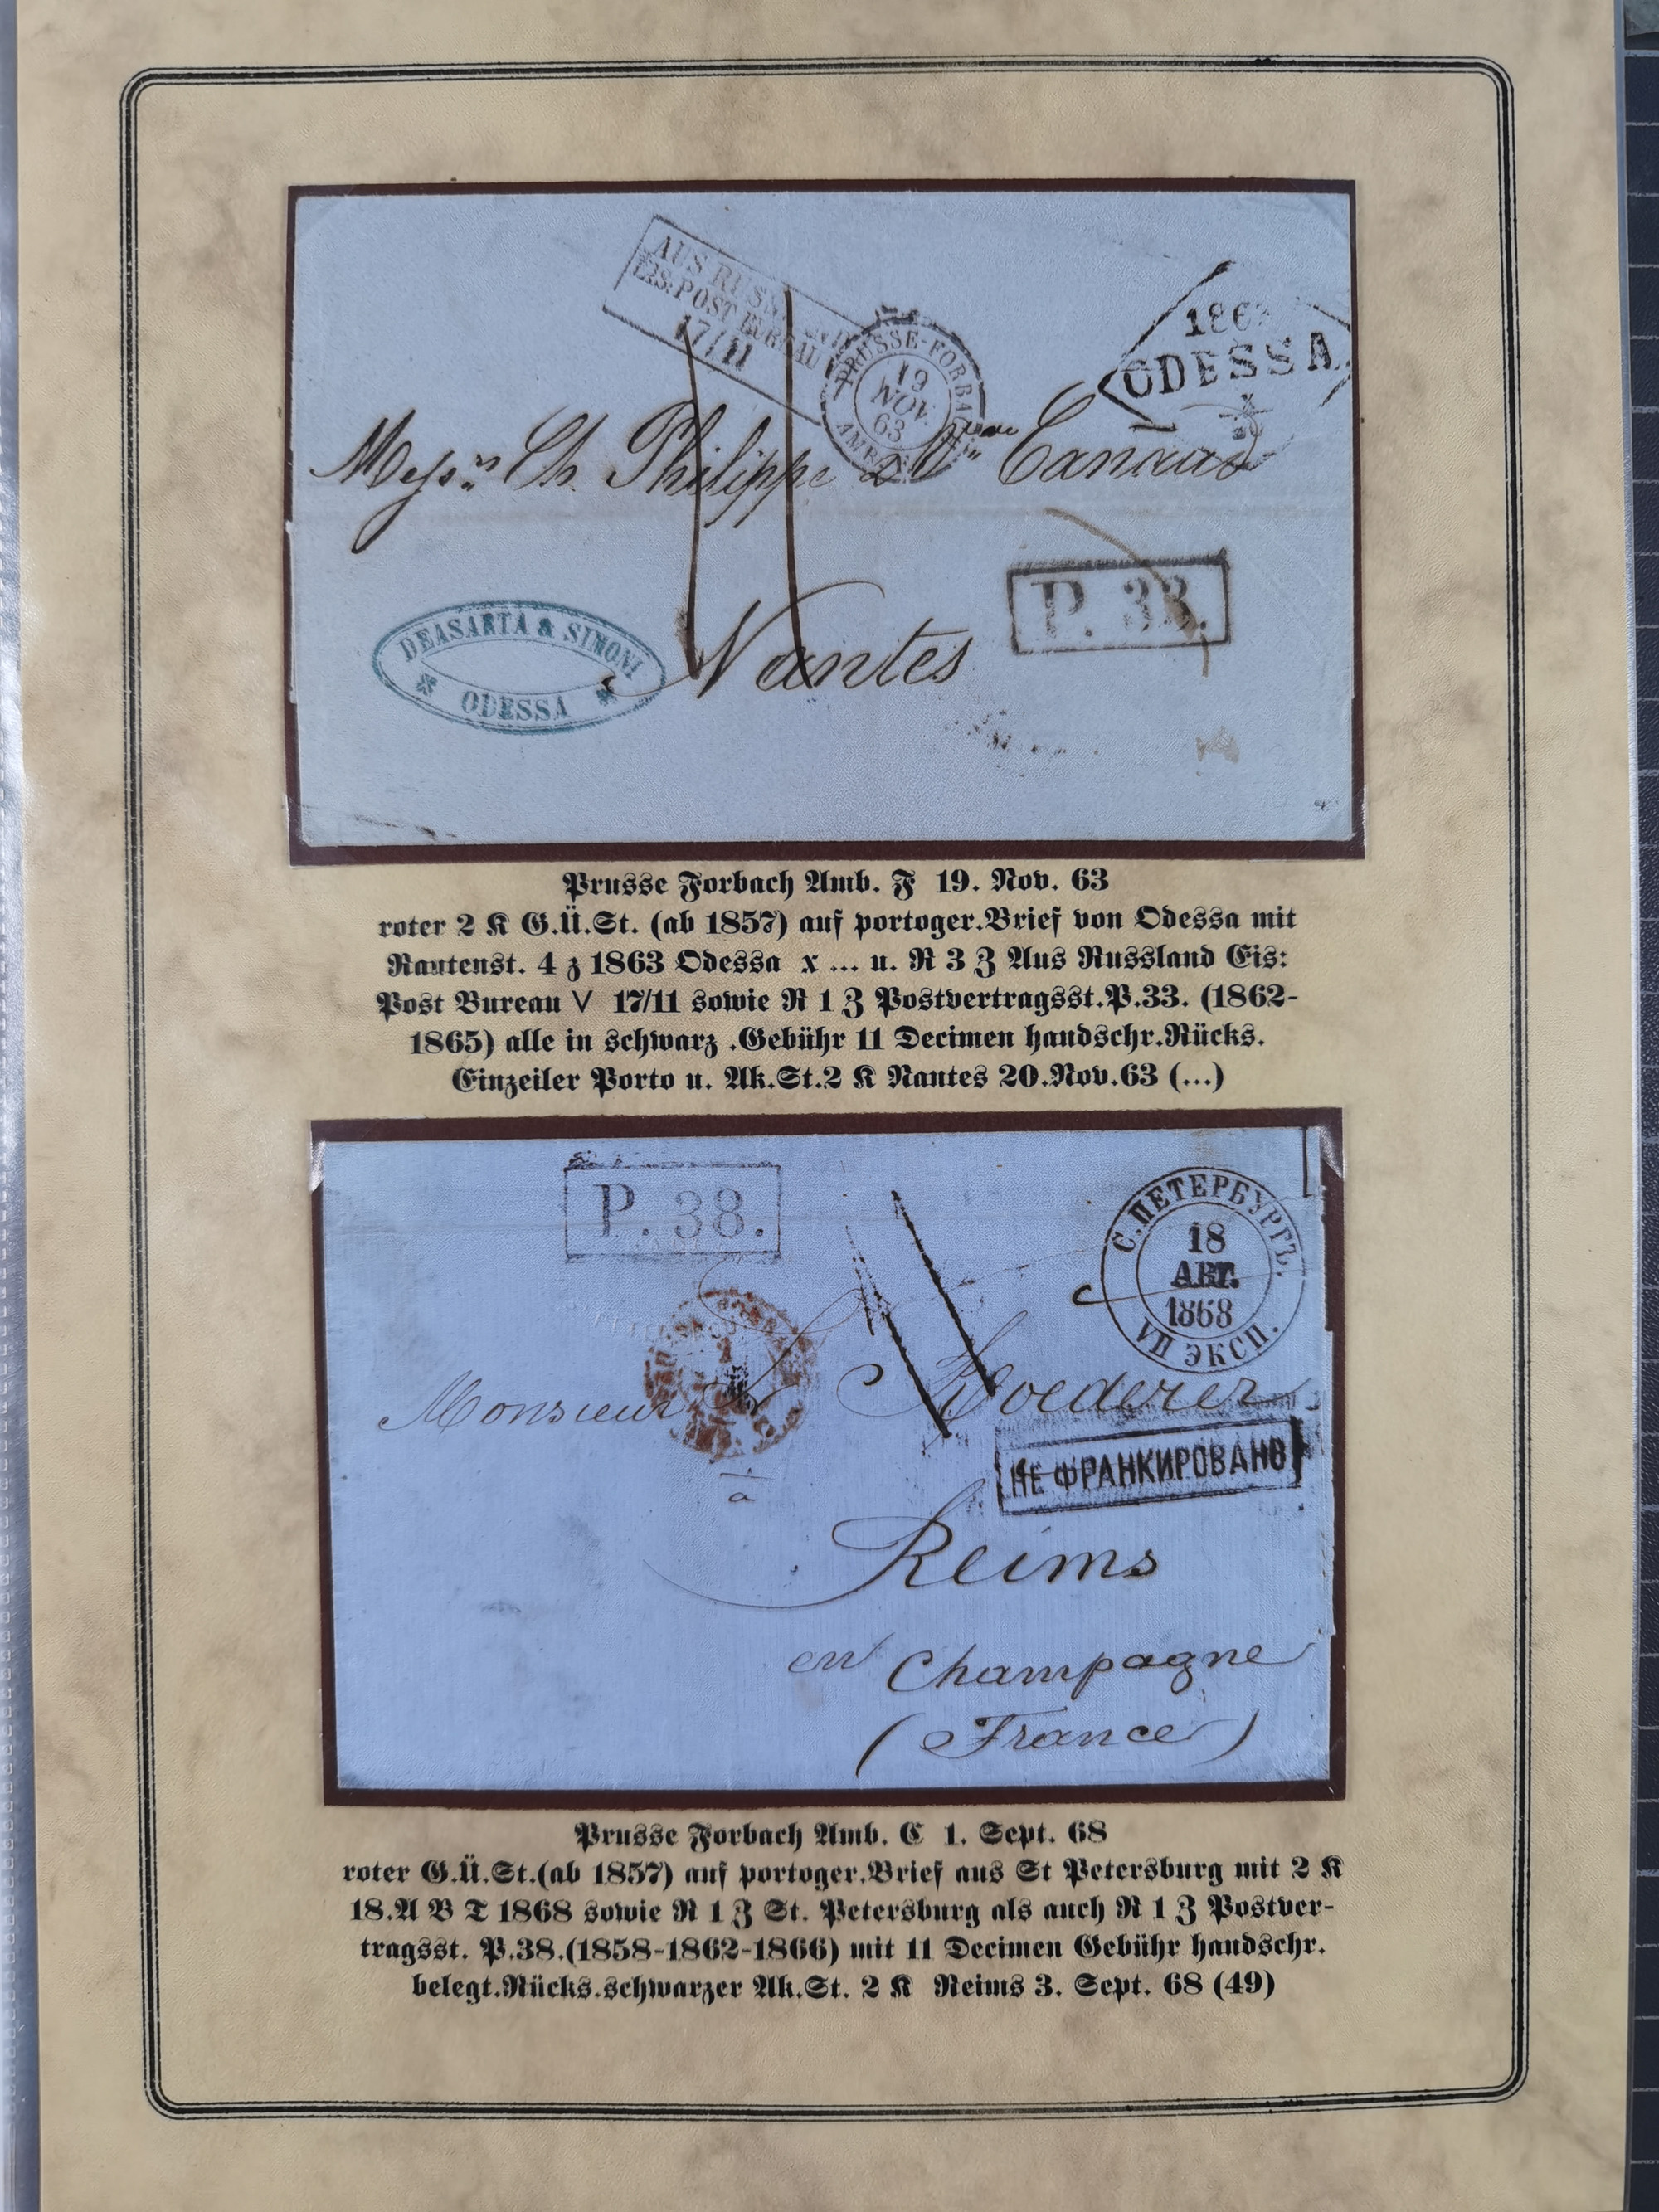 AUS RUSS
EIS: POST BUREAU
17/11
PRUSSE-FORBACH
19
NOV.
63
1863
ODESSA
Messrs Ch. Philippe & Vve Canaud
P. 33.
DEASARTA & SIMONI
ODESSA
Nantes
Prusse Forbach Amb. F 19. Nov. 63
roter 2 K G.Ü.St. (ab 1857) auf portoger.Brief von Odessa mit
Rautenst. 4 z 1863 Odessa x ... u. R 3 Z Aus Russland Eis:
Post Bureau V 17/11 sowie R 1 Z Postvertragsst.P.33. (1862-
1865) alle in schwarz .Gebühr 11 Decimen handschr.Rücks.
Einzeiler Porto u. Ak.St.2 K Nantes 20.Nov.63 (...)
P. 38.
С.ПЕТЕРБУРГЪ.
18
АВГ.
1868
VII ЭКСП.
Monsieur L Roederer
НЕ ФРАНКИРОВАНО
à
Reims
en Champagne
(France)
Prusse Forbach Amb. C 1. Sept. 68
roter G.Ü.St.(ab 1857) auf portoger.Brief aus St Petersburg mit 2 K
18.A B T 1868 sowie R 1 Z St. Petersburg als auch R 1 Z Postver-
tragsst. P.38.(1858-1862-1866) mit 11 Decimen Gebühr handschr.
belegt.Rücks.schwarzer Ak.St. 2 K Reims 3. Sept. 68 (49)